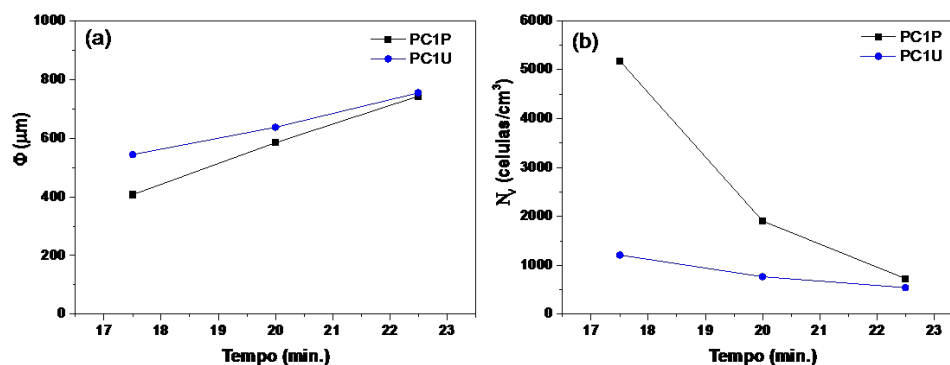 (a)
PC1P
PC1U
Φ (µm)
1000
800
600
400
200
0
17 18 19 20 21 22 23
Tempo (min.)
(b)
PC1P
PC1U
Nv (celulas/cm³)
6000
5000
4000
3000
2000
1000
0
17 18 19 20 21 22 23
Tempo (min.)